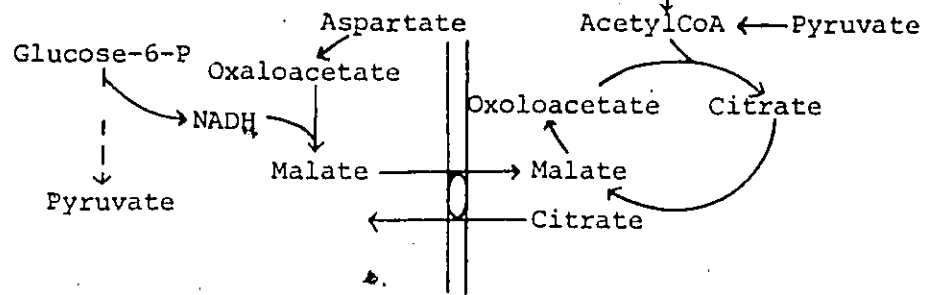 Aspartate
AcetylCoA
Pyruvate
Glucose-6-P
Oxaloacetate
Oxoloacetate
Citrate
NADH
Malate
Malate
Pyruvate
Citrate